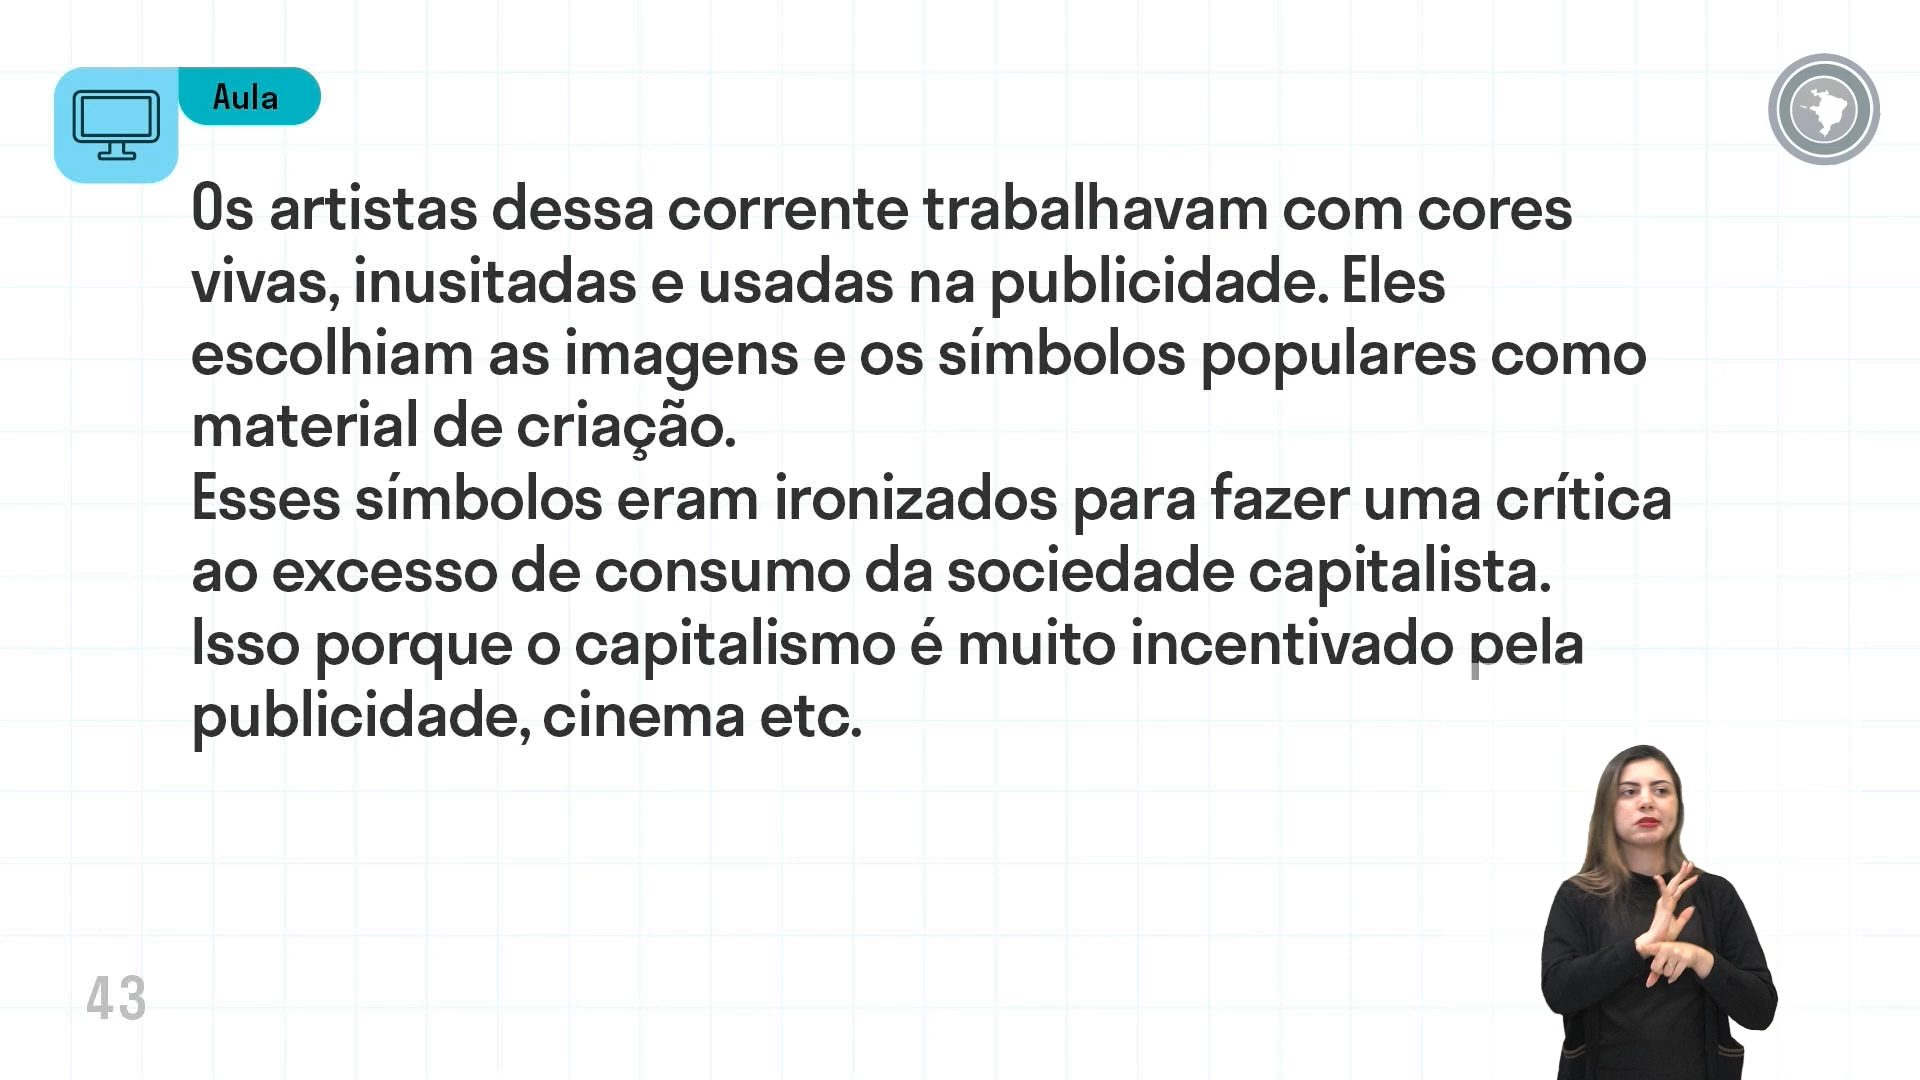 Aula
Os artistas dessa corrente trabalhavam com cores
vivas, inusitadas e usadas na publicidade. Eles
escolhiam as imagens e os símbolos populares como
material de criação.
Esses símbolos eram ironizados para fazer uma crítica
ao excesso de consumo da sociedade capitalista.
Isso porque o capitalismo é muito incentivado pela
publicidade, cinema etc.
43